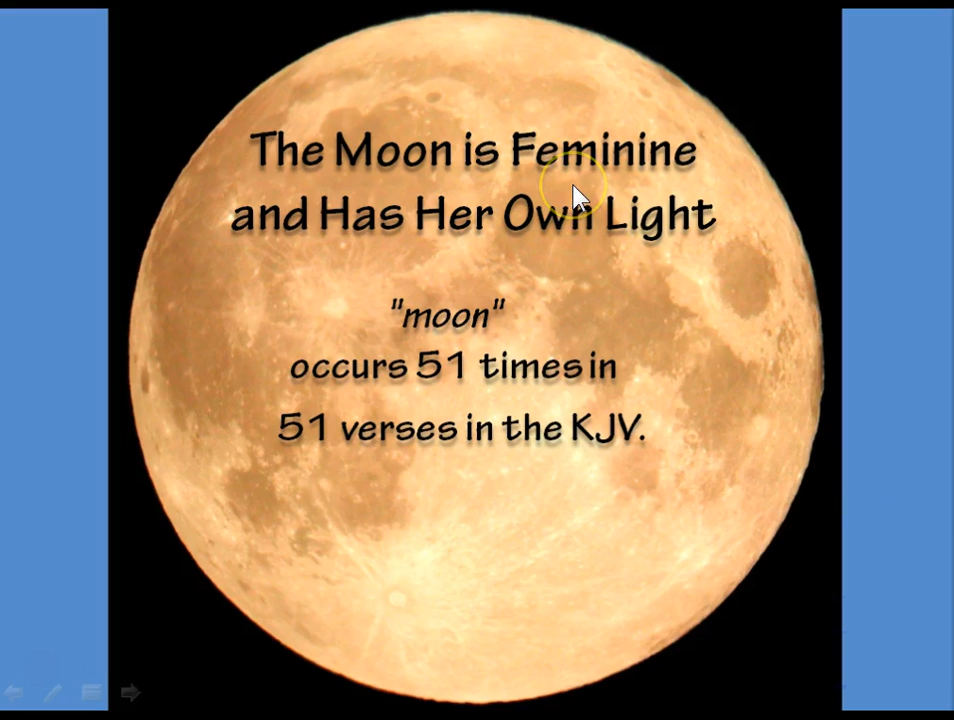 The Moon is Feminine
and Has Her Own Light
"moon"
occurs 51 times in
51 verses in the KJV.